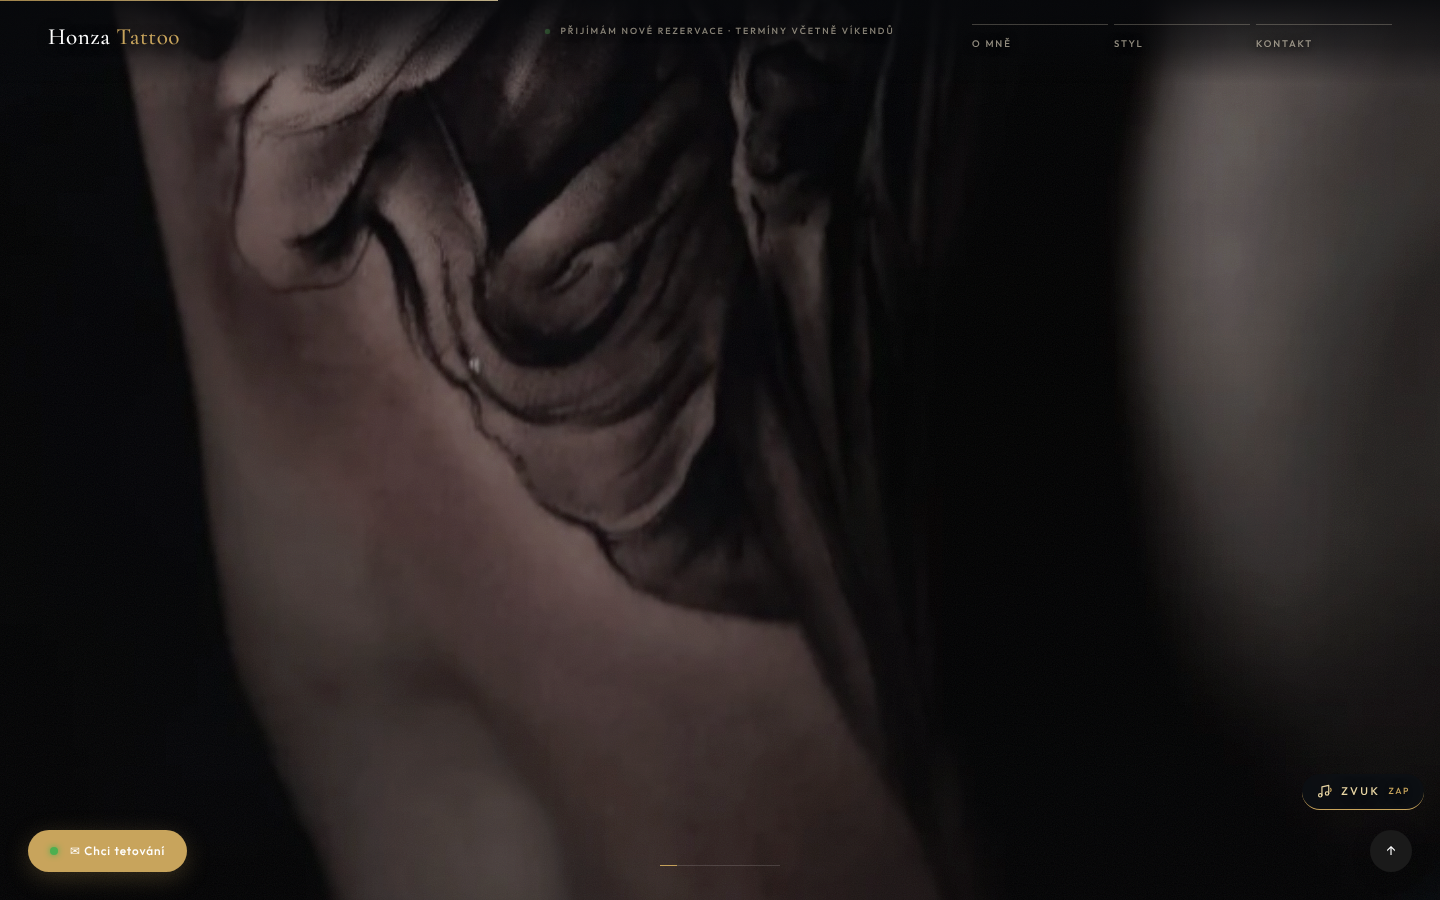 Honza Tattoo
PŘIJÍMÁM NOVÉ REZERVACE · TERMÍNY VČETNĚ VÍKENDŮ
O MNĚ
STYL
KONTAKT
ZVUK ZAP
✉ Chci tetování
↑